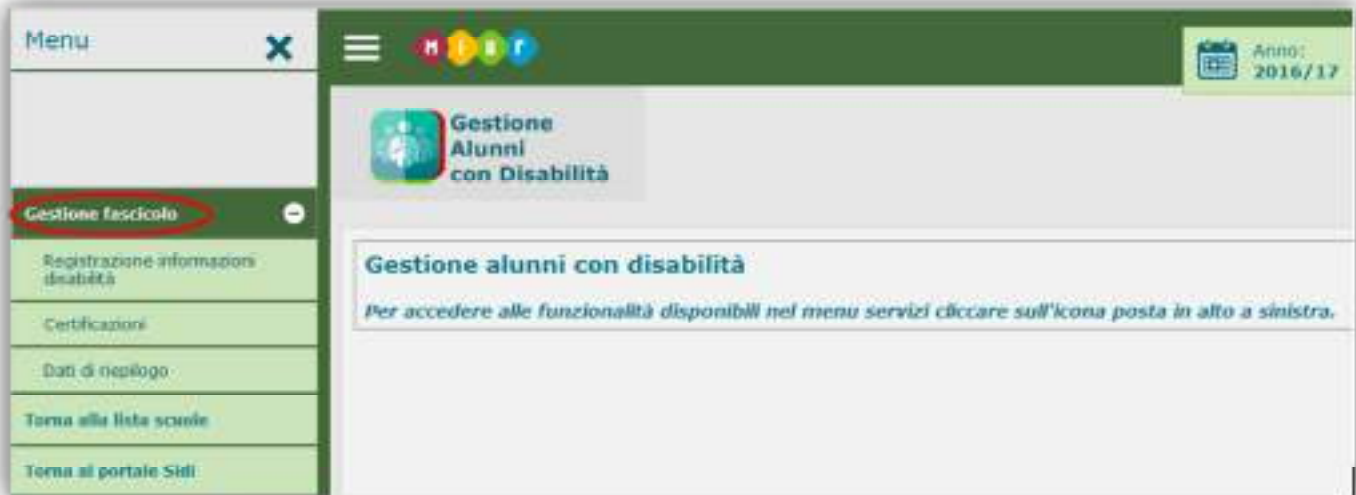 Menu
MIUR
Anno:
2016/17
Gestione
Alunni
con Disabilità
Gestione fascicolo
Registrazione informazioni
disabilità
Certificazioni
Dati di riepilogo
Torna alla lista scuole
Torna al portale Sidi
Gestione alunni con disabilità
Per accedere alle funzionalità disponibili nel menu servizi cliccare sull'icona posta in alto a sinistra.